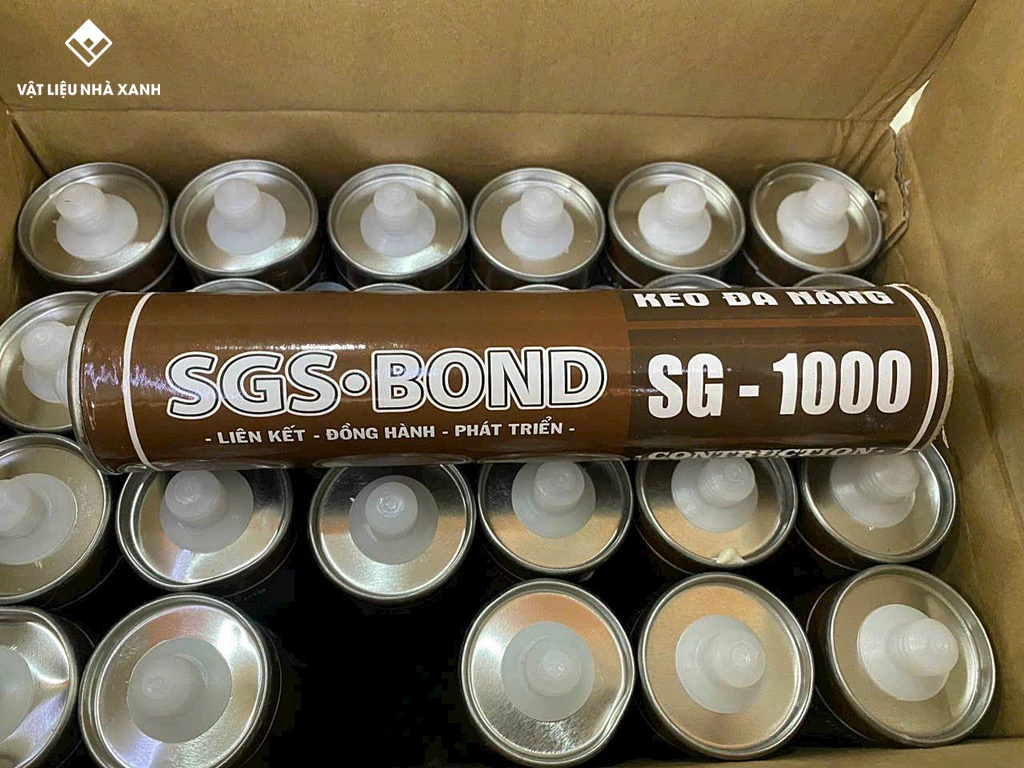 VẬT LIỆU NHÀ XANH
KEO ĐA NĂNG
SGS•BOND
SG - 1000
- LIÊN KẾT - ĐỒNG HÀNH - PHÁT TRIỂN -
-CONTRUCTION-